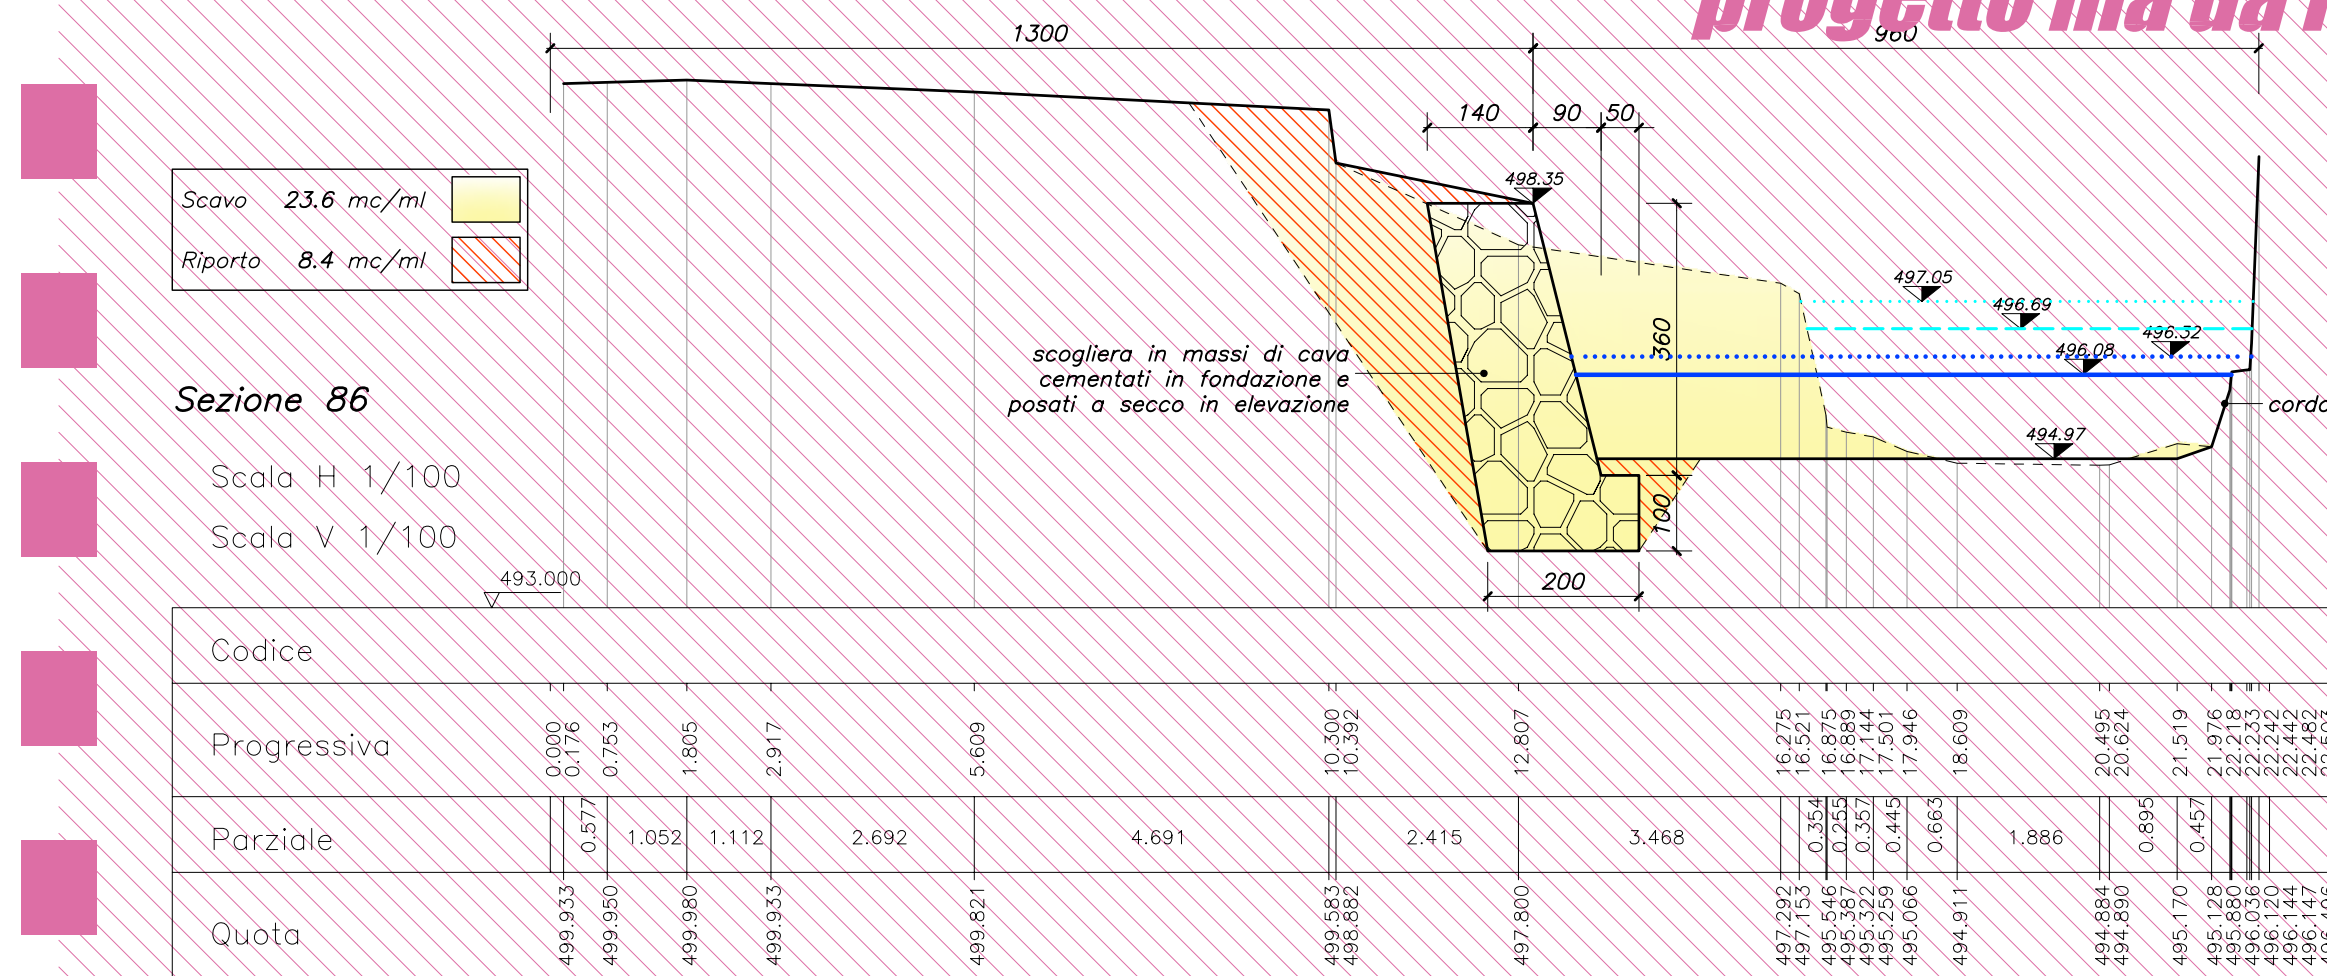 progetto ma da
1300
960
140
90
50
498.35
Scavo 23.6 mc/ml
Riporto 8.4 mc/ml
497.05
496.69
496.32
496.08
360
scogliera in massi di cava
cementati in fondazione e
posati a secco in elevazione
Sezione 86
494.97
Scala H 1/100
Scala V 1/100
100
200
493.000
Codice
Progressiva 0.000 0.176 0.753 1.805 2.917 5.609 10.300 10.392 12.807 16.275 16.521 16.875 16.889 17.144 17.501 17.946 18.609 20.495 20.624 21.519 21.976 22.218 22.233 22.242 22.442 22.482
Parziale 0.577 1.052 1.112 2.692 4.691 2.415 3.468 0.354 0.255 0.357 0.445 0.663 1.886 0.895 0.457
Quota 499.933 499.950 499.980 499.933 499.821 499.583 498.882 497.800 497.292 497.153 495.546 495.387 495.322 495.259 495.066 494.911 494.884 494.890 495.170 495.128 495.880 496.036 496.120 496.144 496.147